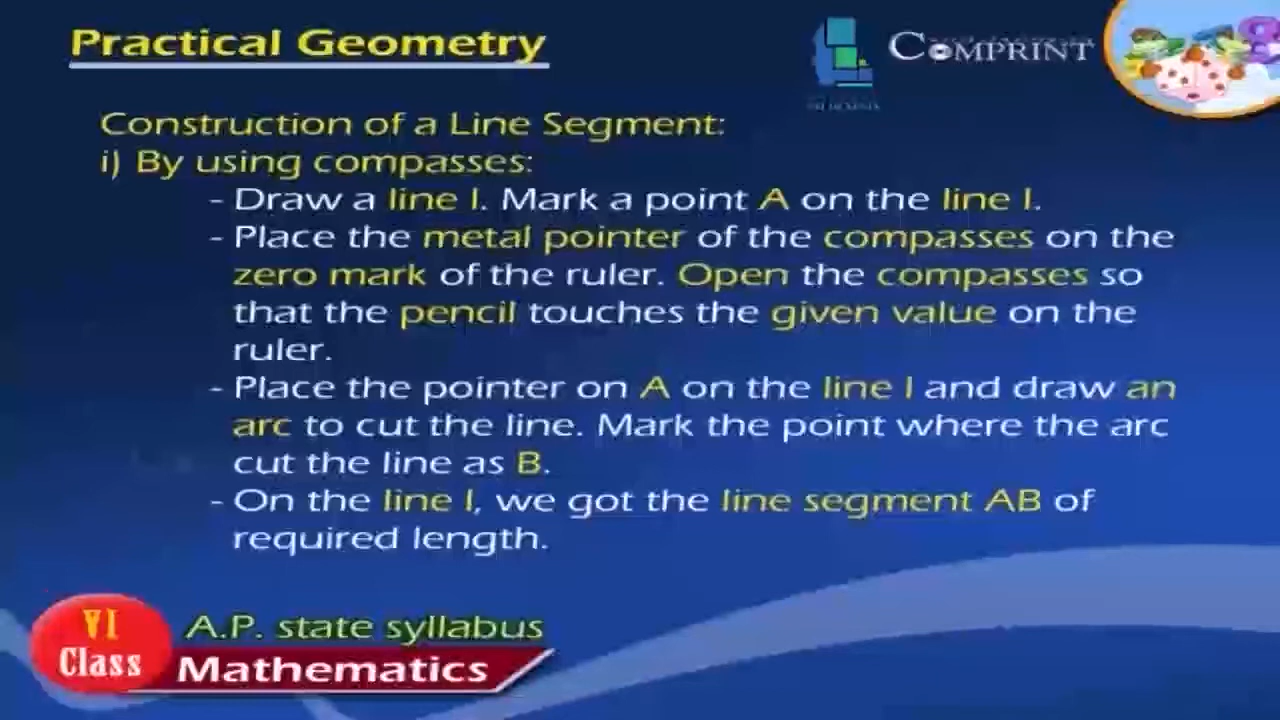 Practical Geometry
COMPRINT
Construction of a Line Segment:
i) By using compasses:
- Draw a line l. Mark a point A on the line l.
- Place the metal pointer of the compasses on the
zero mark of the ruler. Open the compasses so
that the pencil touches the given value on the
ruler.
- Place the pointer on A on the line l and draw an
arc to cut the line. Mark the point where the arc
cut the line as B.
- On the line l, we got the line segment AB of
required length.
VI
Class
A.P. state syllabus
Mathematics